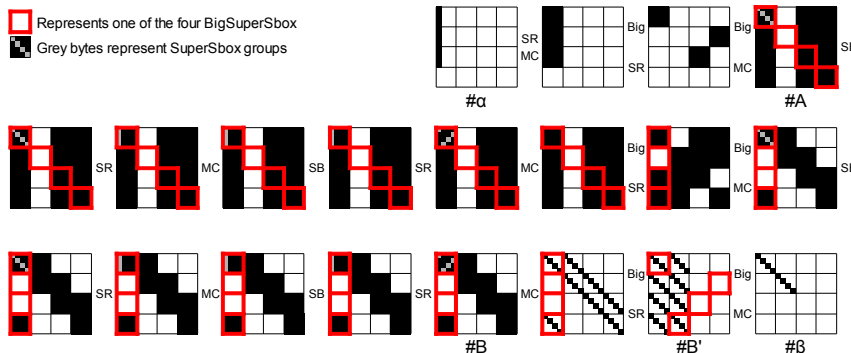 Represents one of the four BigSuperSbox
Grey bytes represent SuperSbox groups
SR
MC
Big
SR
Big
MC
#α
#A
SR
MC
SB
SR
MC
Big
SR
Big
MC
SR
MC
SB
SR
MC
Big
SR
Big
MC
#B
#B'
#ß